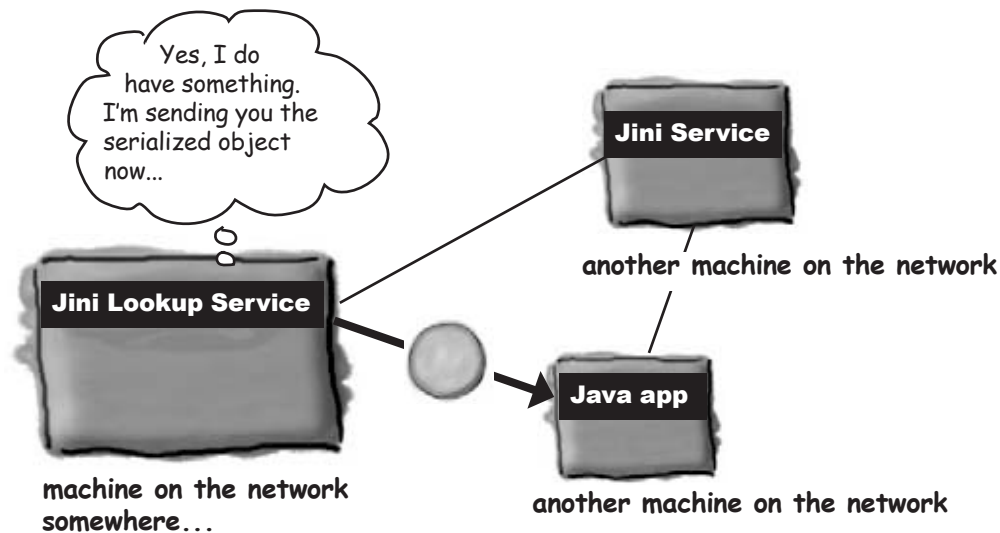 Yes, I do
have something.
I'm sending you the
serialized object
now...
Jini Service
another machine on the network
Jini Lookup Service
Java app
machine on the network
somewhere...
another machine on the network